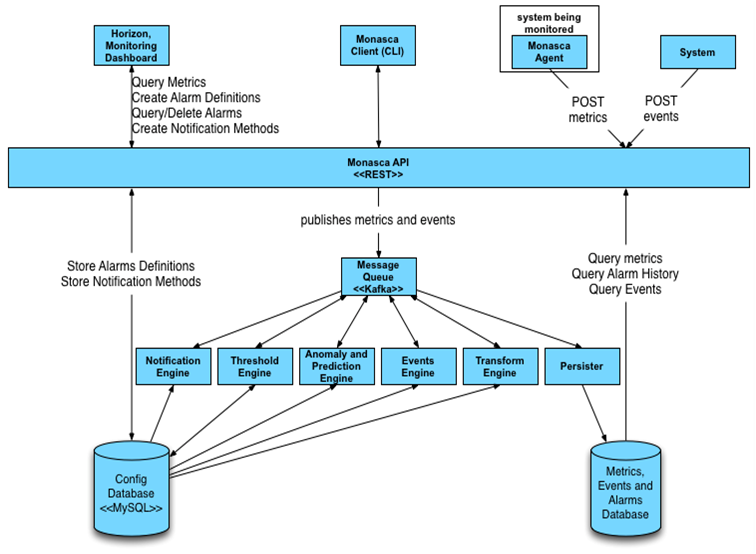 Horizon,
Monitoring
Dashboard
Monasca
Client (CLI)
system being
monitored
Monasca
Agent
System
Query Metrics
Create Alarm Definitions
Query/Delete Alarms
Create Notification Methods
POST
metrics
POST
events
Monasca API
<<REST>>
publishes metrics and events
Store Alarms Definitions
Store Notification Methods
Message
Queue
<<Kafka>>
Query metrics
Query Alarm History
Query Events
Notification
Engine
Threshold
Engine
Anomaly and
Prediction
Engine
Events
Engine
Transform
Engine
Persister
Config
Database
<<MySQL>>
Metrics,
Events and
Alarms
Database